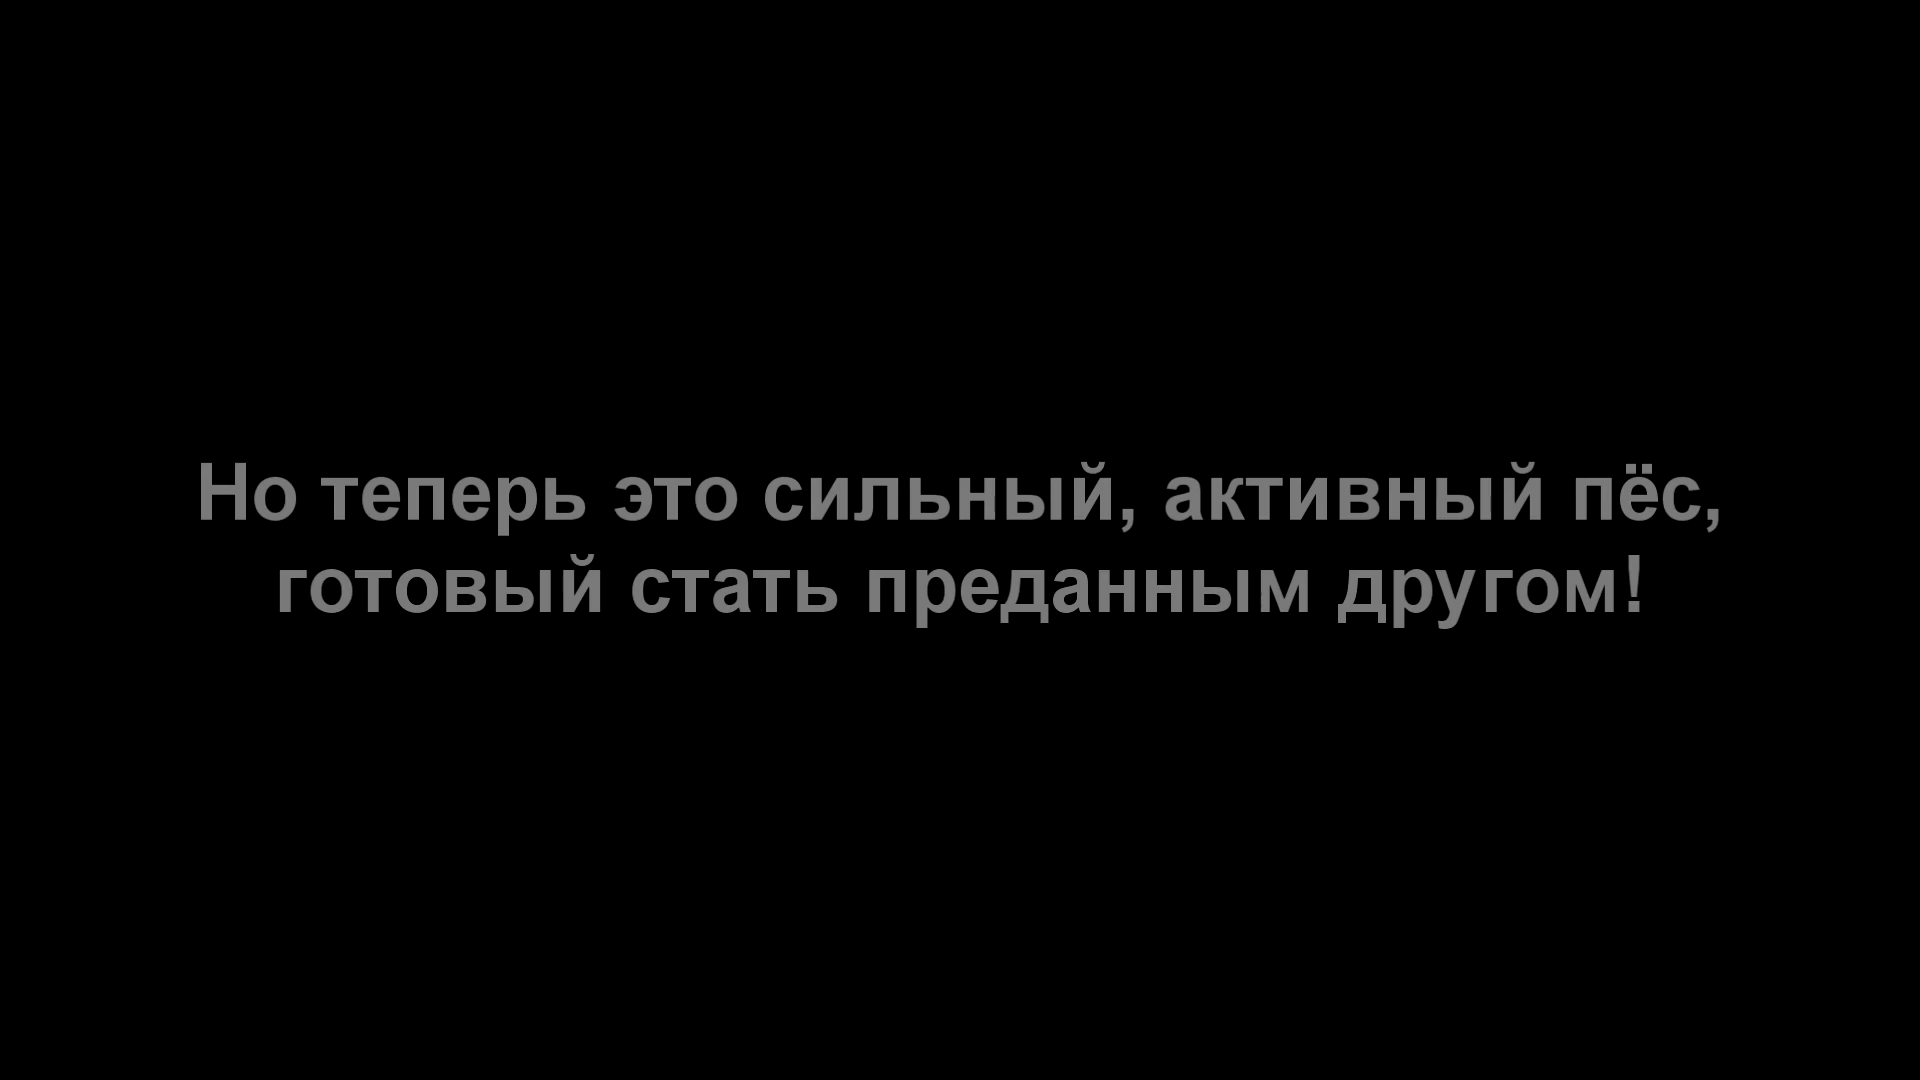 Но теперь это сильный, активный пёс,
готовый стать преданным другом!